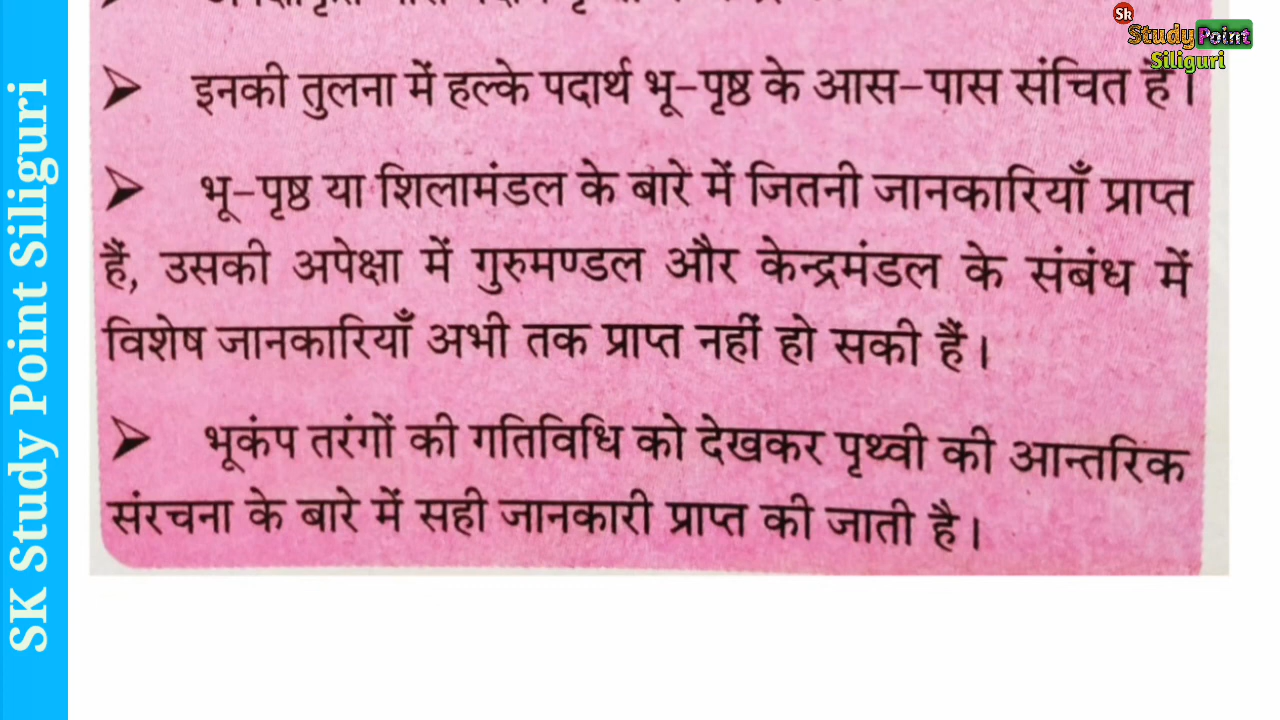 Sk
Study Point
Siliguri
SK Study Point Siliguri
➤ इनकी तुलना में हल्के पदार्थ भू-पृष्ठ के आस-पास संचित हैं।
➤ भू-पृष्ठ या शिलामंडल के बारे में जितनी जानकारियाँ प्राप्त
हैं, उसकी अपेक्षा में गुरुमण्डल और केन्द्रमंडल के संबंध में
विशेष जानकारियाँ अभी तक प्राप्त नहीं हो सकी हैं।
➤ भूकंप तरंगों की गतिविधि को देखकर पृथ्वी की आन्तरिक
संरचना के बारे में सही जानकारी प्राप्त की जाती है।